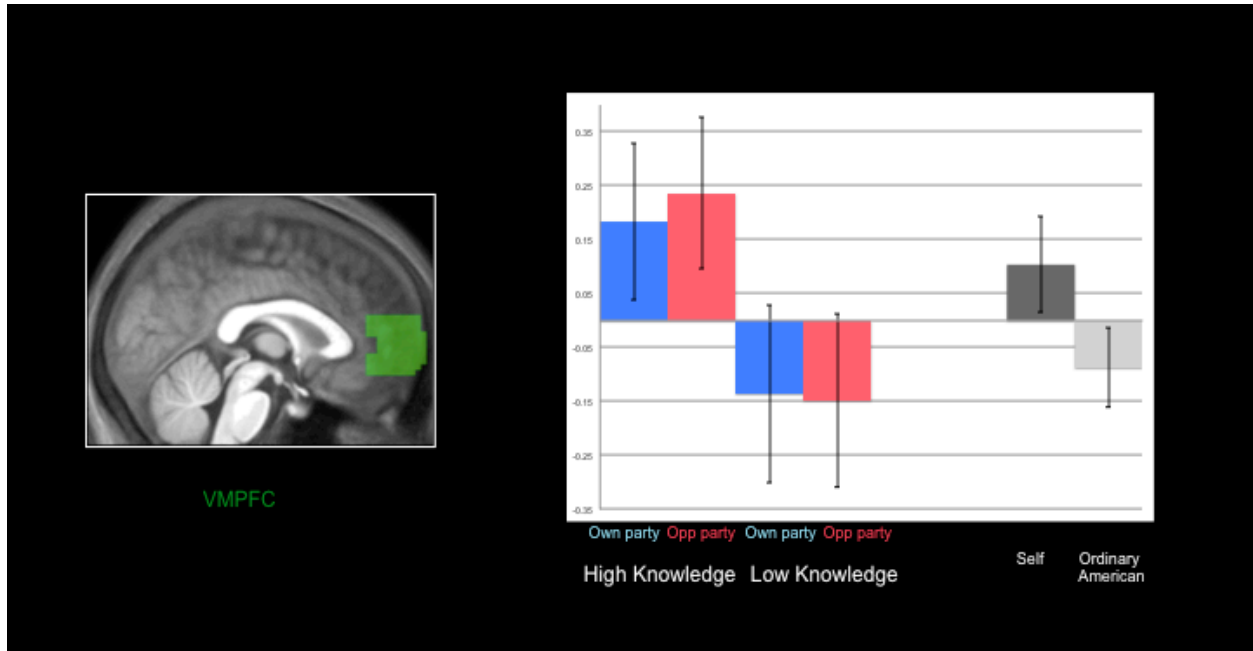 VMPFC
0.35
0.25
0.15
0.05
-0.05
-0.15
-0.25
-0.35
Own party Opp party Own party Opp party
High Knowledge Low Knowledge
Self
Ordinary
American